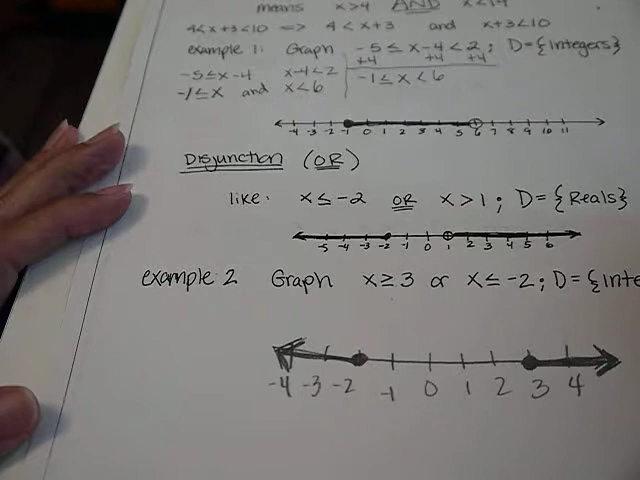 means x>4 AND x<14
4<x+3<10 => 4<x+3 and x+3<10
example 1: Graph -5≤x-4<2; D={Integers}
+4 +4 +4
-5≤x-4 x-4<2 -1≤x<6
-1≤x and x<6
-4 -3 -2 -1 0 1 2 3 4 5 6 7 8 9 10 11
Disjunction (OR)
like: x≤-2 OR x>1; D={Reals}
-5 -4 -3 -2 -1 0 1 2 3 4 5 6
example 2 Graph x≥3 or x≤-2; D={Inte
-4 -3 -2 -1 0 1 2 3 4